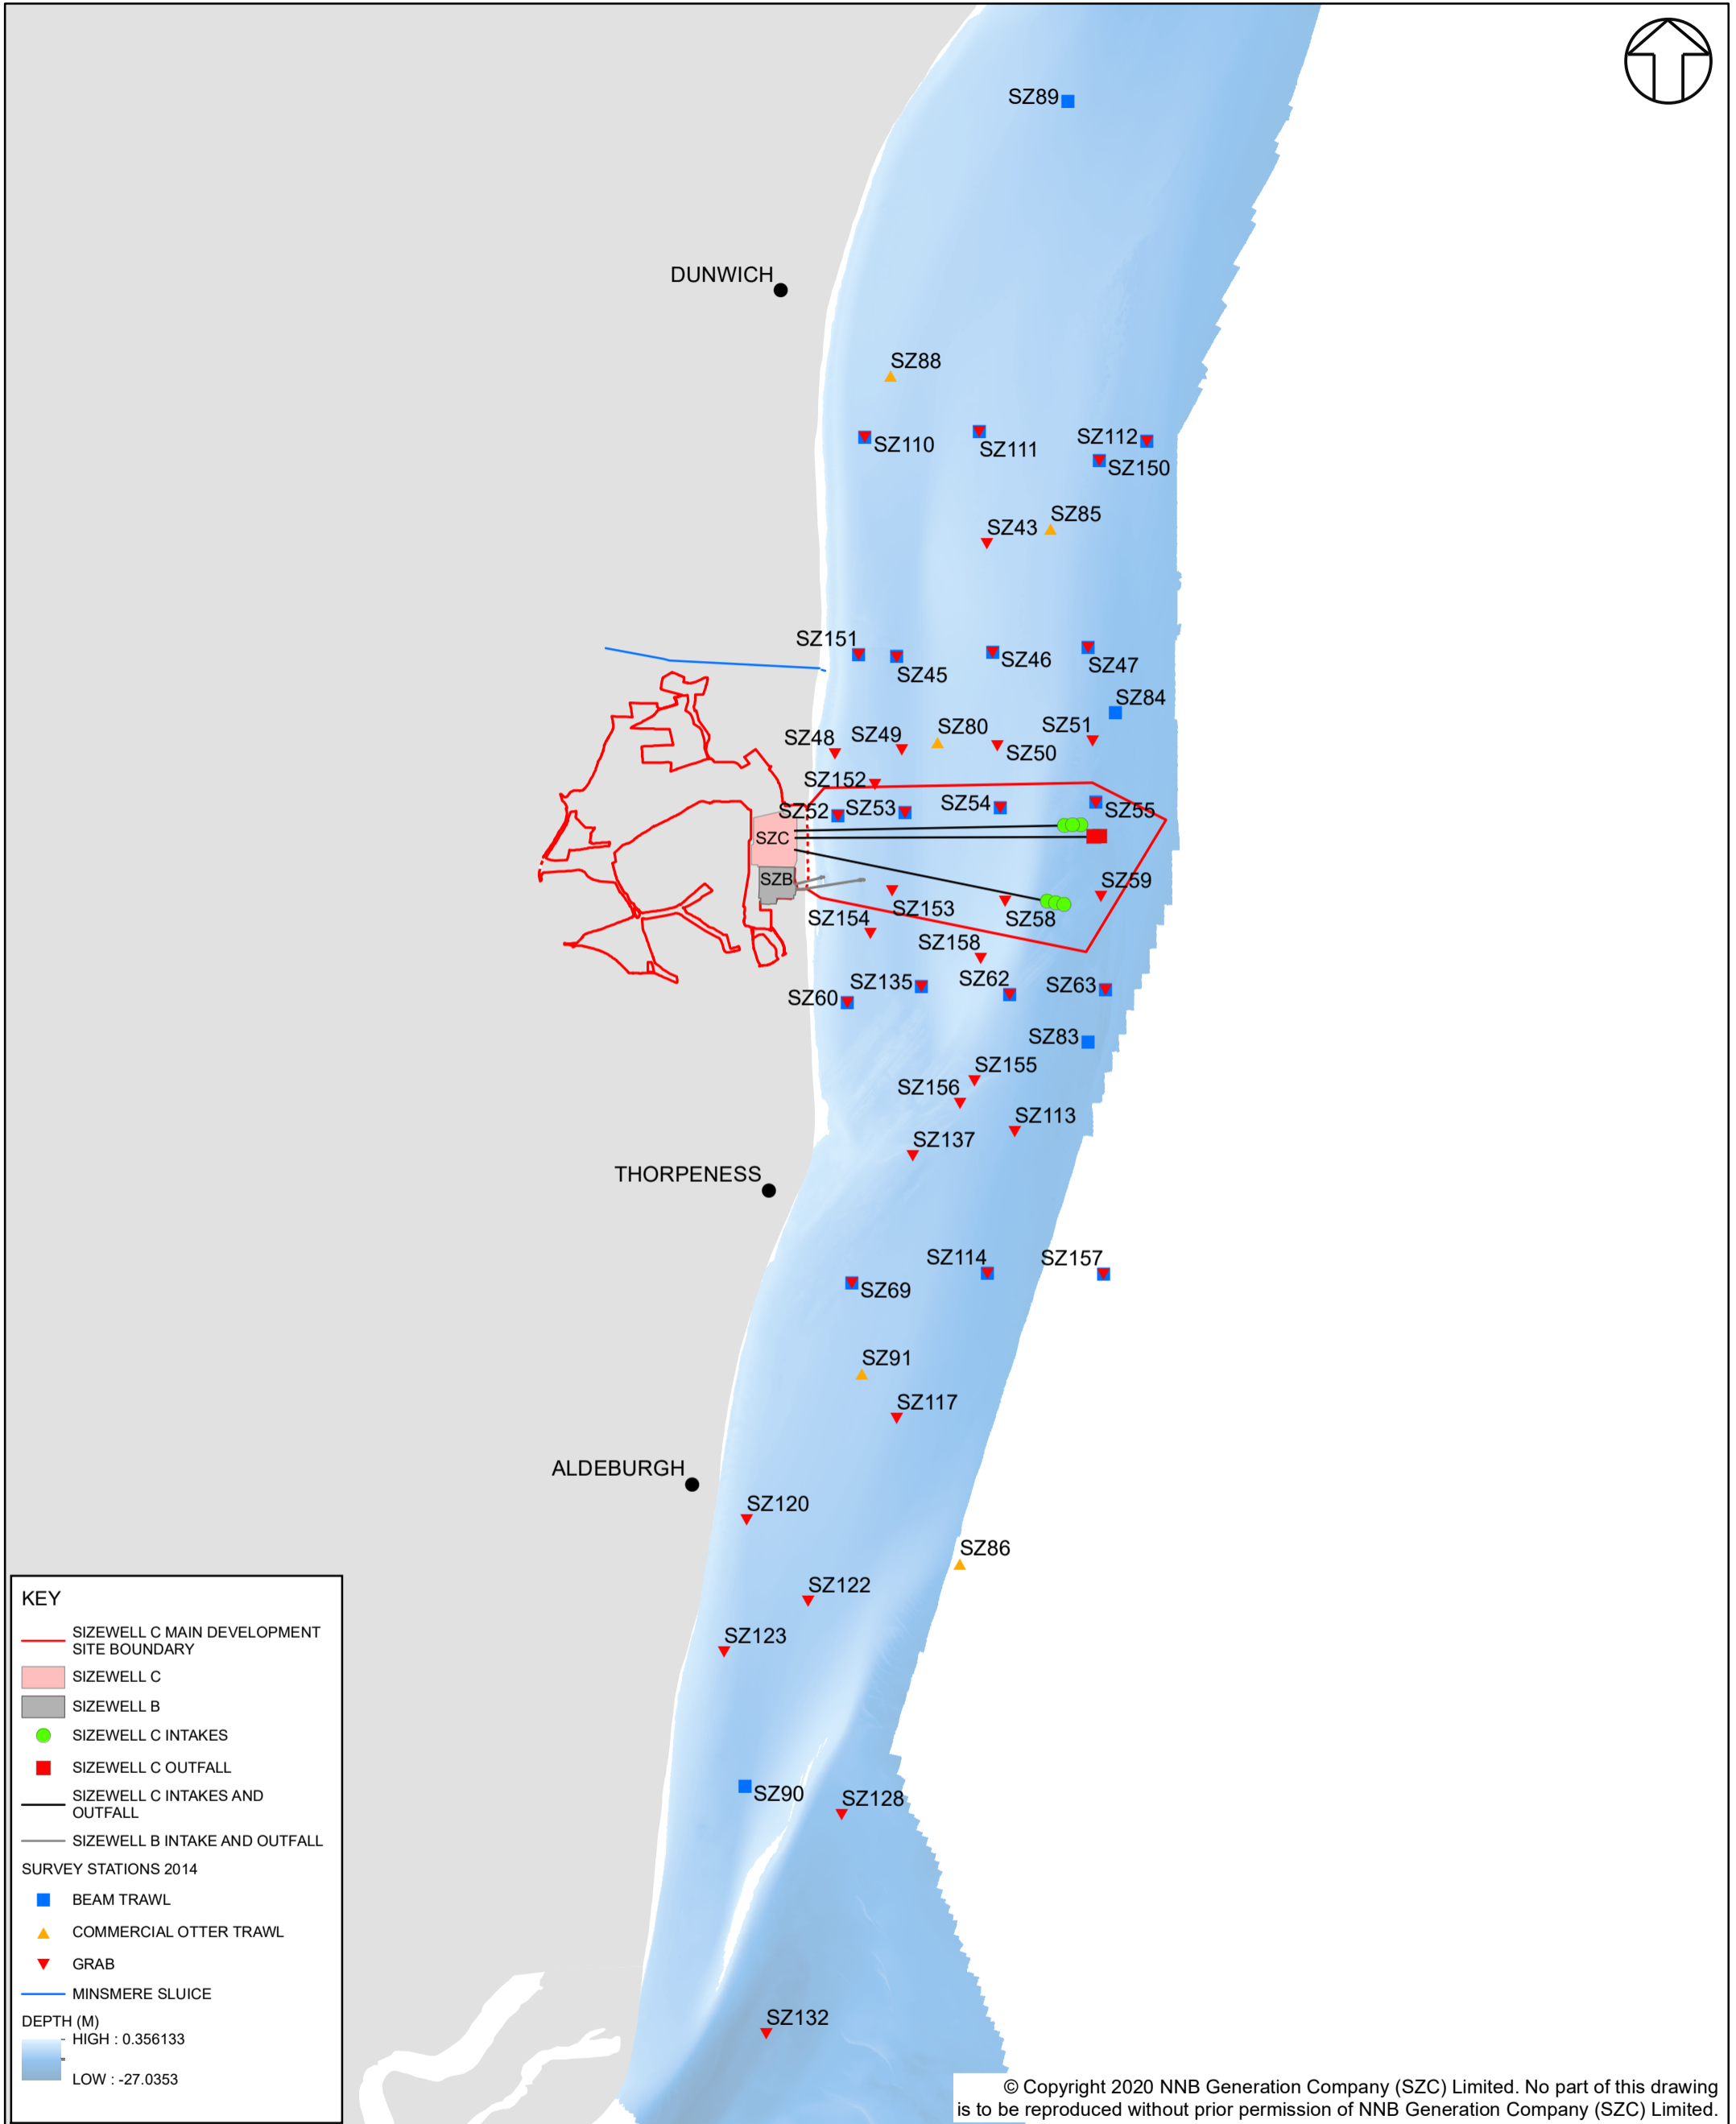 SZ89
DUNWICH
SZ88
SZ110
SZ111
SZ112
SZ150
SZ85
SZ43
SZ151
SZ45
SZ46
SZ47
SZ84
SZ48
SZ49
SZ80
SZ50
SZ51
SZ152
SZ52
SZ53
SZ54
SZ55
SZC
SZB
SZ59
SZ153
SZ58
SZ154
SZ158
SZ135
SZ62
SZ63
SZ60
SZ83
SZ155
SZ156
SZ113
SZ137
THORPENESS
SZ114
SZ157
SZ69
SZ91
SZ117
ALDEBURGH
SZ120
SZ86
SZ122
SZ123
SZ90
SZ128
SZ132
KEY
SIZEWELL C MAIN DEVELOPMENT
SITE BOUNDARY
SIZEWELL C
SIZEWELL B
SIZEWELL C INTAKES
SIZEWELL C OUTFALL
SIZEWELL C INTAKES AND
OUTFALL
SIZEWELL B INTAKE AND OUTFALL
SURVEY STATIONS 2014
BEAM TRAWL
COMMERCIAL OTTER TRAWL
GRAB
MINSMERE SLUICE
DEPTH (M)
HIGH : 0.356133
LOW : -27.0353
© Copyright 2020 NNB Generation Company (SZC) Limited. No part of this drawing
is to be reproduced without prior permission of NNB Generation Company (SZC) Limited.